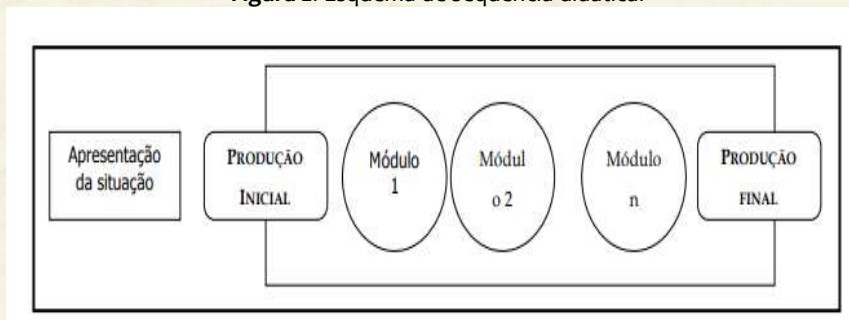 Apresentação
da situação
PRODUÇÃO
INICIAL
Módulo
1
Módul
o 2
Módulo
n
PRODUÇÃO
FINAL